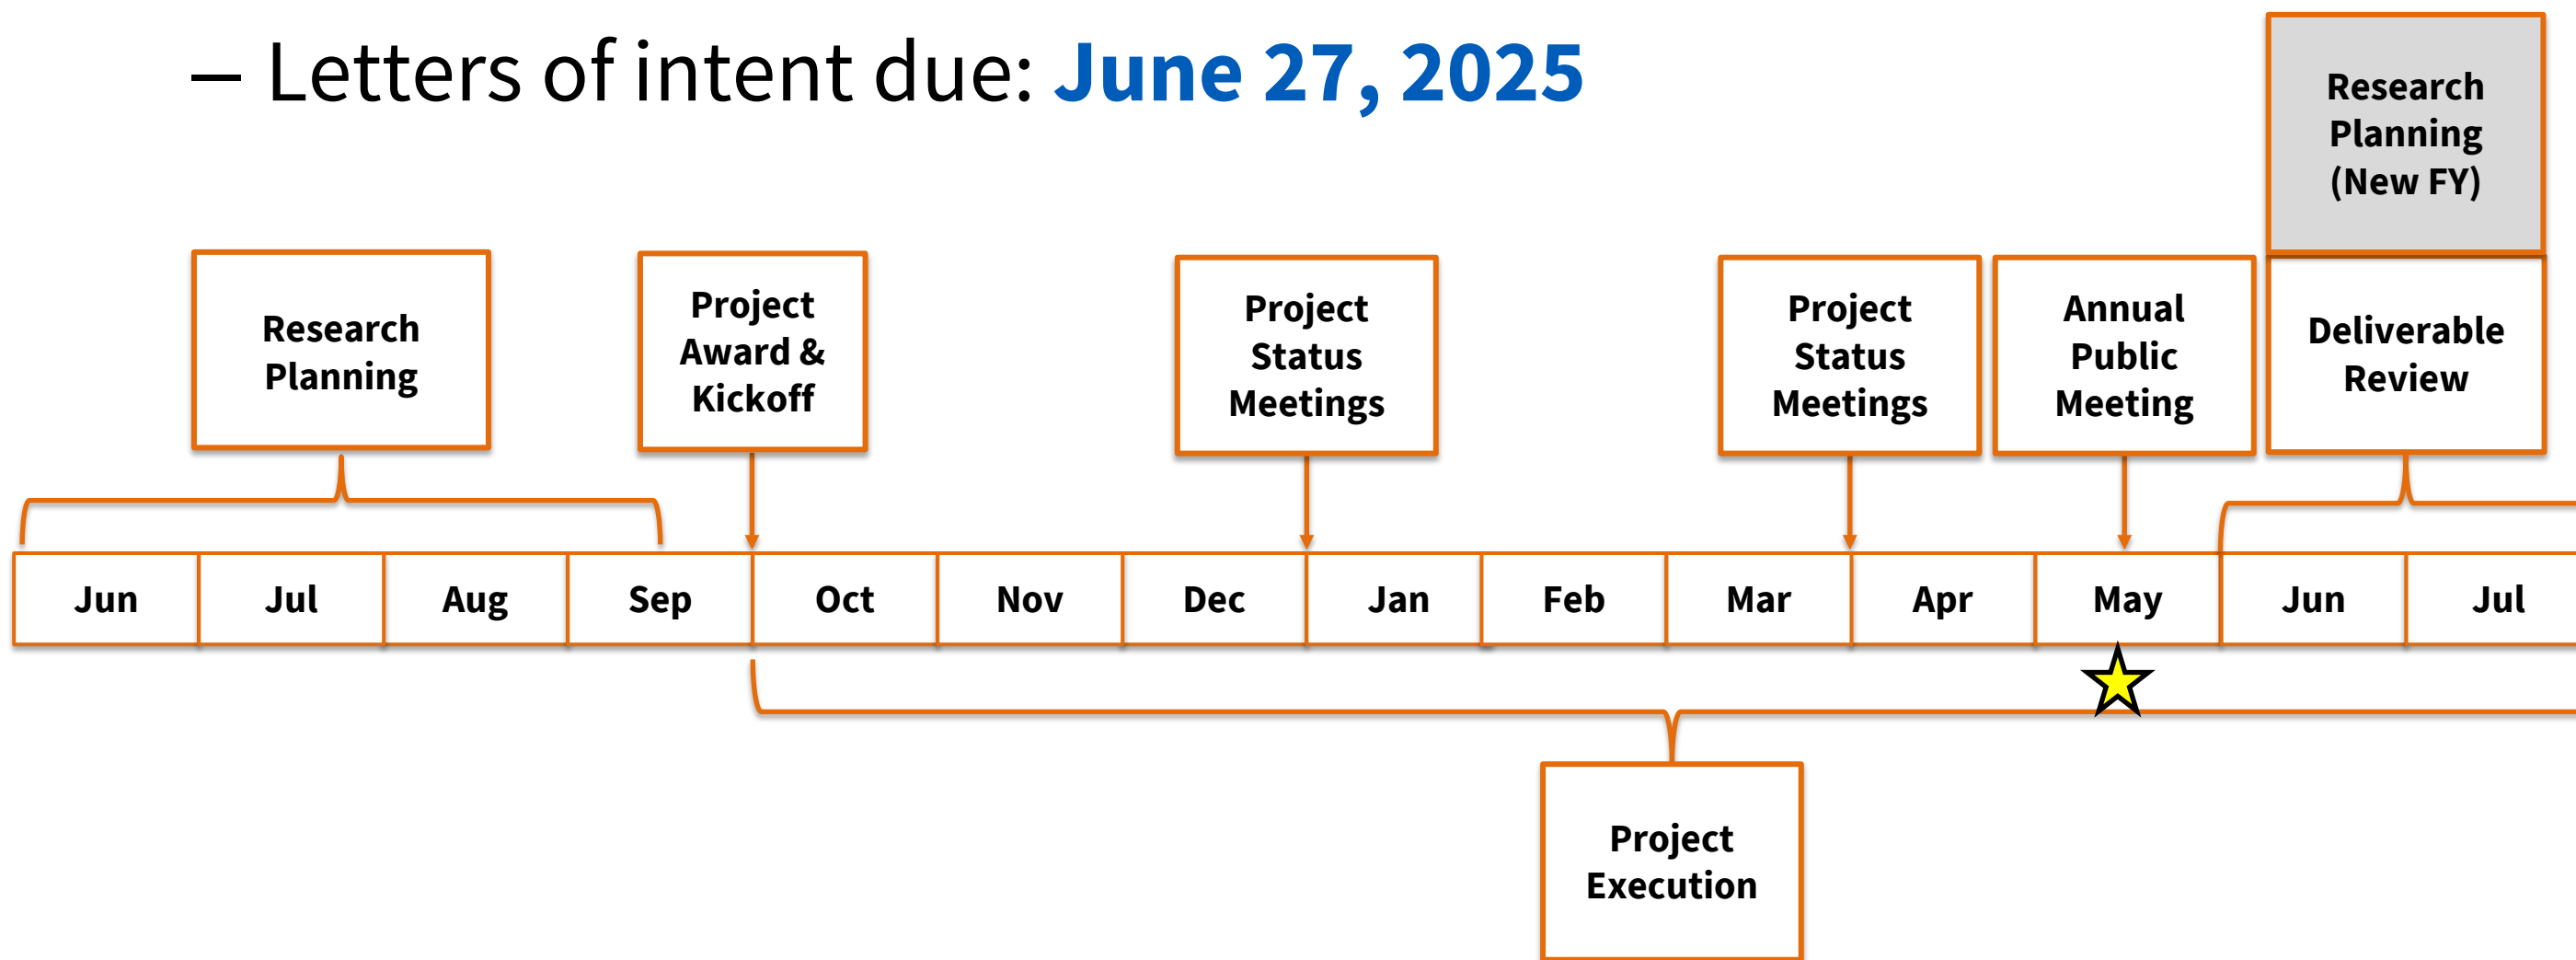 – Letters of intent due: June 27, 2025
Research
Planning
(New FY)
Research
Planning
Project
Award &
Kickoff
Project
Status
Meetings
Project
Status
Meetings
Annual
Public
Meeting
Deliverable
Review
Jun Jul Aug Sep Oct Nov Dec Jan Feb Mar Apr May Jun Jul
Project
Execution